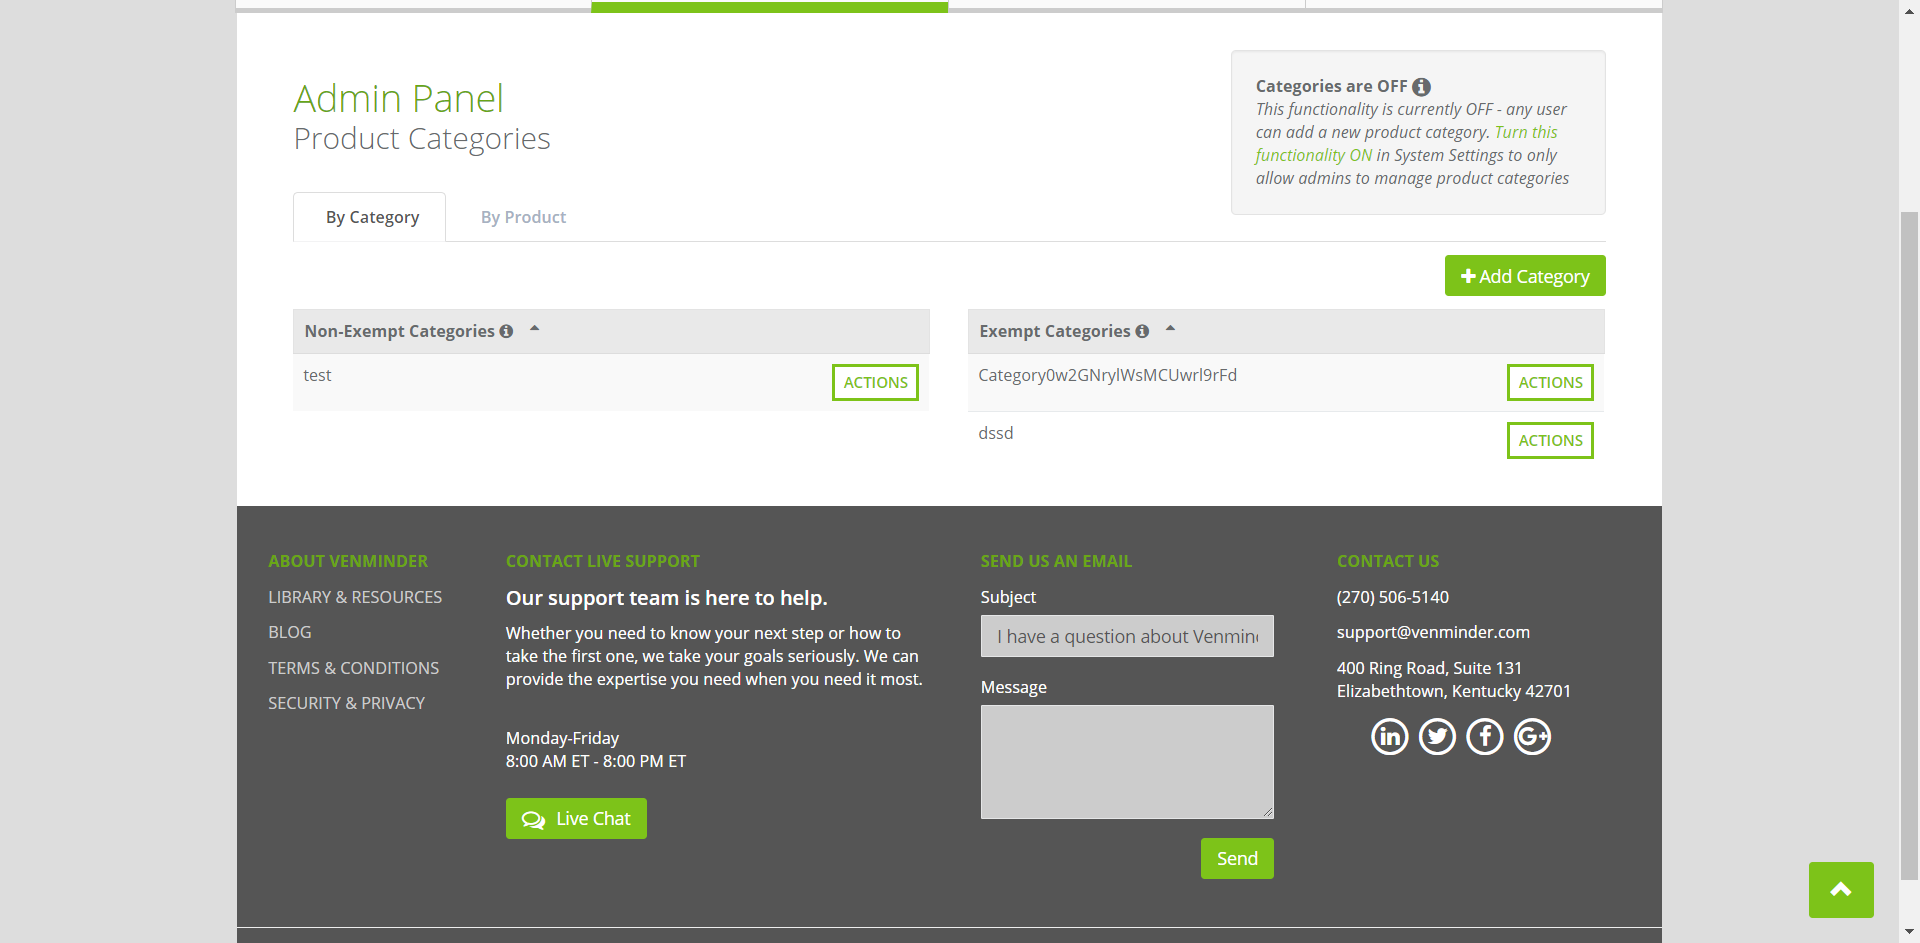 Admin Panel
Product Categories
Categories are OFF
This functionality is currently OFF - any user
can add a new product category. Turn this
functionality ON in System Settings to only
allow admins to manage product categories
By Category
By Product
Add Category
Non-Exempt Categories
test
ACTIONS
Exempt Categories
Category0w2GNrylWsMCUwrl9rFd
ACTIONS
dssd
ACTIONS
ABOUT VENMINDER
LIBRARY & RESOURCES
BLOG
TERMS & CONDITIONS
SECURITY & PRIVACY
CONTACT LIVE SUPPORT
Our support team is here to help.
Whether you need to know your next step or how to
take the first one, we take your goals seriously. We can
provide the expertise you need when you need it most.
Monday-Friday
8:00 AM ET - 8:00 PM ET
Live Chat
SEND US AN EMAIL
Subject
I have a question about Venmin
Message
Send
CONTACT US
(270) 506-5140
support@venminder.com
400 Ring Road, Suite 131
Elizabethtown, Kentucky 42701